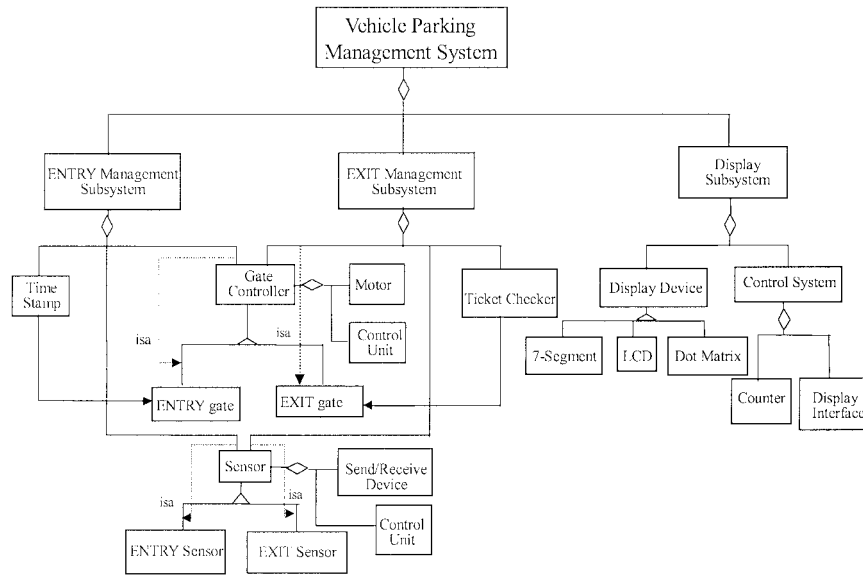 Vehicle Parking
Management System
ENTRY Management
Subsystem
EXIT Management
Subsystem
Display
Subsystem
Time
Stamp
Gate
Controller
Motor
Ticket Checker
Display Device
Control System
isa
isa
Control
Unit
7-Segment
LCD
Dot Matrix
ENTRY gate
EXIT gate
Counter
Display
Interface
Sensor
Send/Receive
Device
isa
isa
Control
Unit
ENTRY Sensor
EXIT Sensor